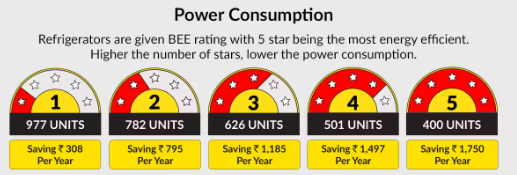 Power Consumption
Refrigerators are given BEE rating with 5 star being the most energy efficient.
Higher the number of stars, lower the power consumption.
1
977 UNITS
Saving ₹ 308
Per Year
2
782 UNITS
Saving ₹ 795
Per Year
3
626 UNITS
Saving ₹ 1,185
Per Year
4
501 UNITS
Saving ₹ 1,497
Per Year
5
400 UNITS
Saving ₹ 1,750
Per Year